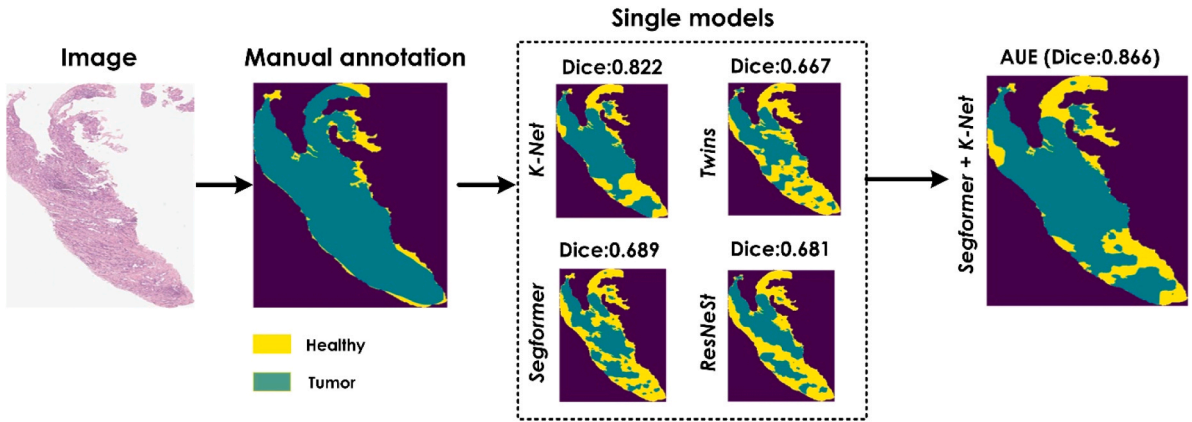 Single models
Image
Manual annotation
Dice:0.822
Dice:0.667
AUE (Dice:0.866)
K-Net
Twins
Segformer + K-Net
Dice:0.689
Dice:0.681
Segformer
ResNeSt
Healthy
Tumor